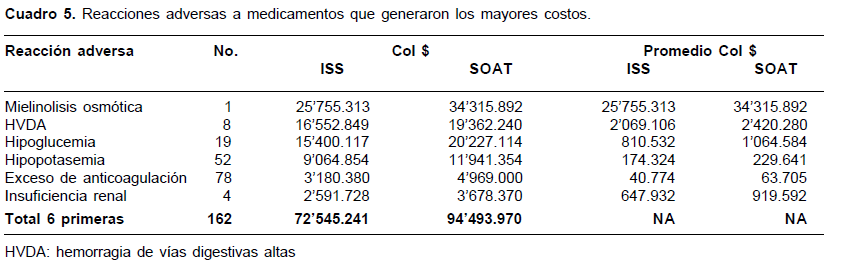 Cuadro 5. Reacciones adversas a medicamentos que generaron los mayores costos.
Reacción adversa No. Col $ Promedio Col $
ISS SOAT ISS SOAT
Mielinolisis osmótica 1 25'755.313 34'315.892 25'755.313 34'315.892
HVDA 8 16'552.849 19'362.240 2'069.106 2'420.280
Hipoglucemia 19 15'400.117 20'227.114 810.532 1'064.584
Hipopotasemia 52 9'064.854 11'941.354 174.324 229.641
Exceso de anticoagulación 78 3'180.380 4'969.000 40.774 63.705
Insuficiencia renal 4 2'591.728 3'678.370 647.932 919.592
Total 6 primeras 162 72'545.241 94'493.970 NA NA
HVDA: hemorragia de vías digestivas altas